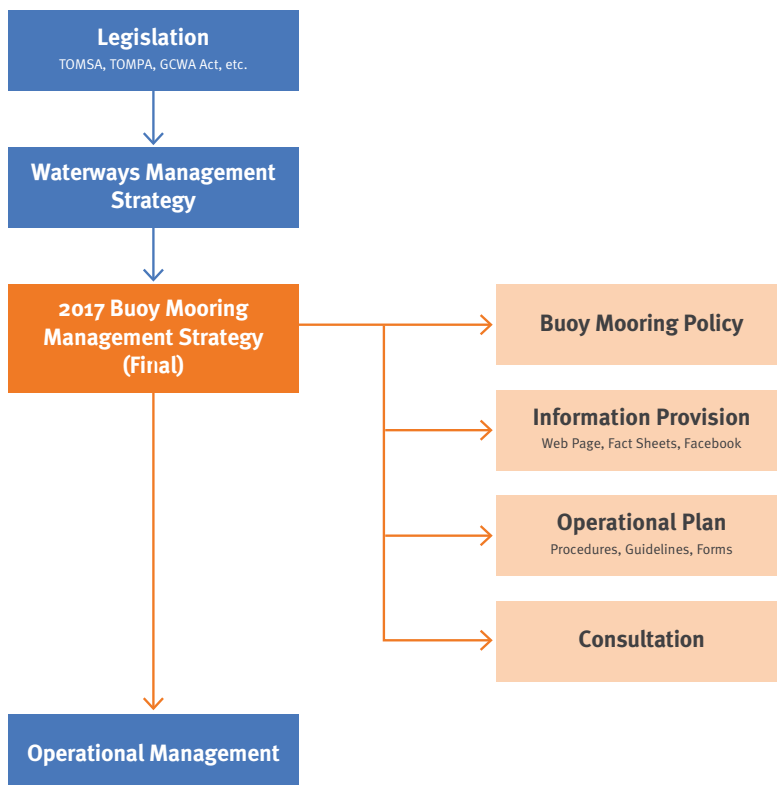 Legislation
TOMSA, TOMPA, GCWA Act, etc.
Waterways Management
Strategy
2017 Buoy Mooring
Management Strategy
(Final)
Buoy Mooring Policy
Information Provision
Web Page, Fact Sheets, Facebook
Operational Plan
Procedures, Guidelines, Forms
Consultation
Operational Management